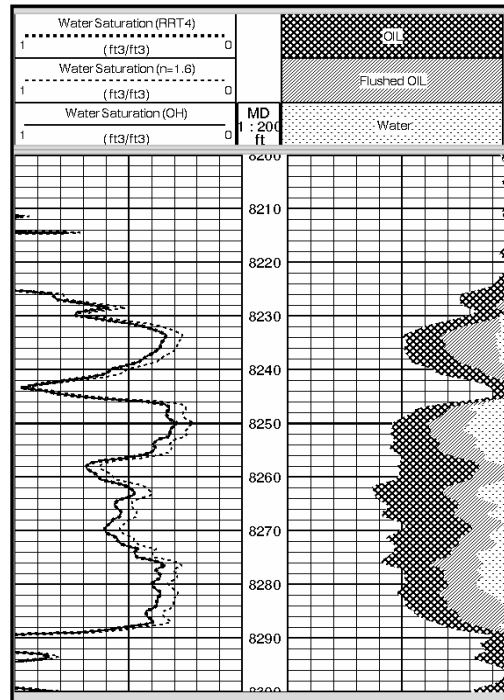 Water Saturation (RRT4)
1 (ft3/ft3) 0
Water Saturation (n=1.6)
1 (ft3/ft3) 0
Water Saturation (OH)
1 (ft3/ft3) 0
MD
1 : 200
ft
OIL
Flushed OIL
Water
8200
8210
8220
8230
8240
8250
8260
8270
8280
8290
8300